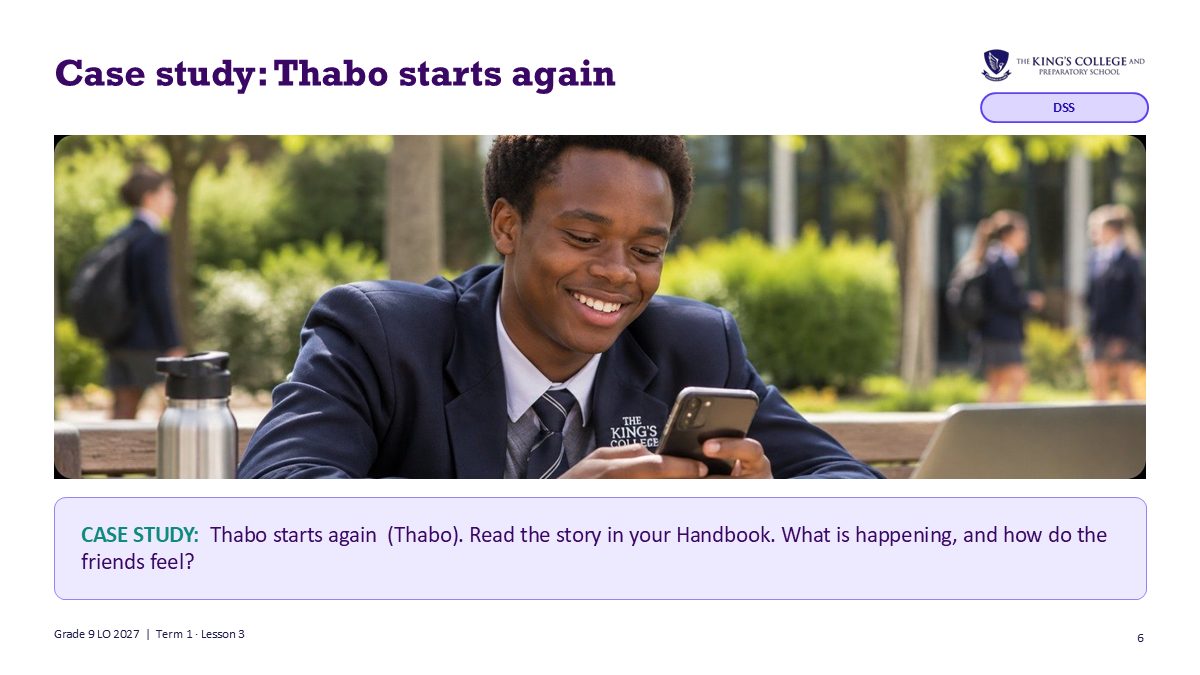 Case study: Thabo starts again
THE KING'S COLLEGE AND
PREPARATORY SCHOOL
DSS
THE
KING'S
COLLEGE
CASE STUDY:  Thabo starts again  (Thabo). Read the story in your Handbook. What is happening, and how do the
friends feel?
Grade 9 LO 2027  |  Term 1 · Lesson 3
6